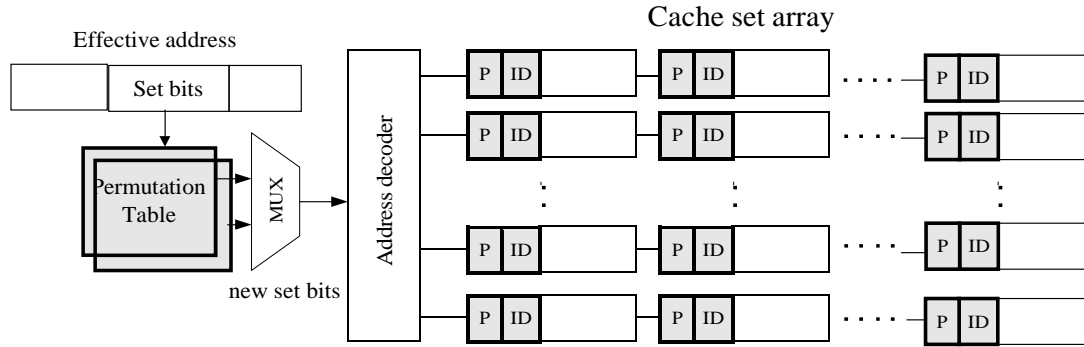 Cache set array
Effective address
Set bits
Permutation
Table
MUX
new set bits
Address decoder
P ID P ID P ID
P ID P ID P ID
P ID P ID P ID
P ID P ID P ID